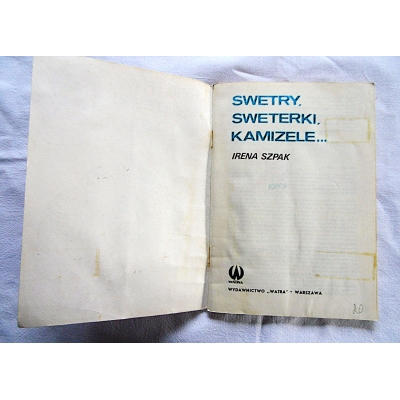 SWETRY,
SWETERKI,
KAMIZELE...
IRENA SZPAK
WATRA
WYDAWNICTWO „WATRA” • WARSZAWA